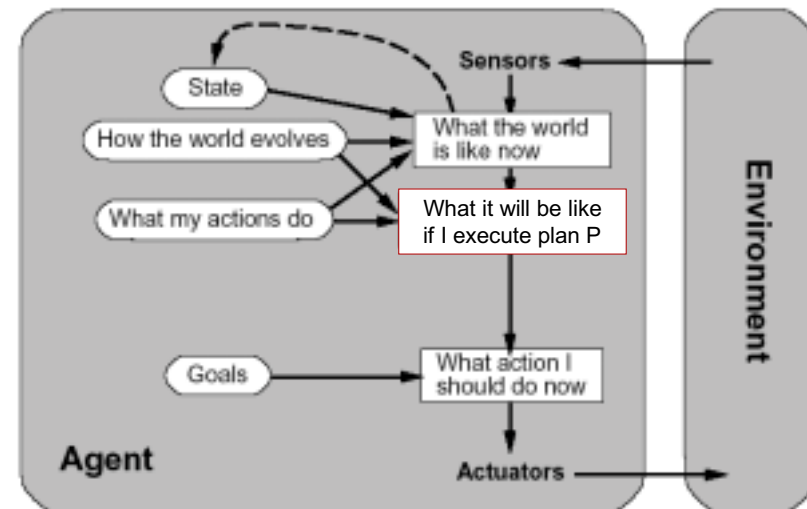 Sensors
State
What the world
is like now
How the world evolves
What my actions do
What it will be like
if I execute plan P
Environment
Goals
What action I
should do now
Agent
Actuators